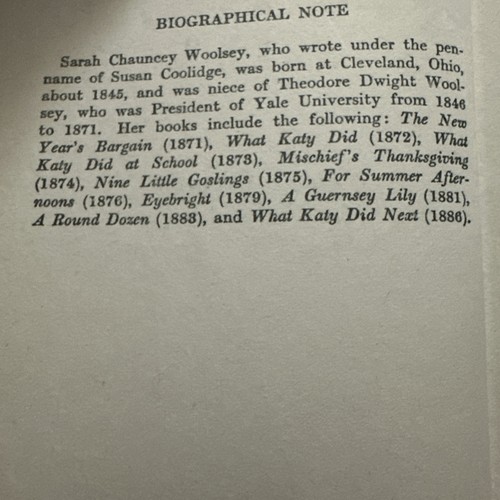 BIOGRAPHICAL NOTE
Sarah Chauncey Woolsey, who wrote under the pen-
name of Susan Coolidge, was born at Cleveland, Ohio,
about 1845, and was niece of Theodore Dwight Wool-
sey, who was President of Yale University from 1846
to 1871. Her books include the following: The New
Year's Bargain (1871), What Katy Did (1872), What
Katy Did at School (1873), Mischief's Thanksgiving
(1874), Nine Little Goslings (1875), For Summer After-
noons (1876), Eyebright (1879), A Guernsey Lily (1881),
A Round Dozen (1883), and What Katy Did Next (1886).